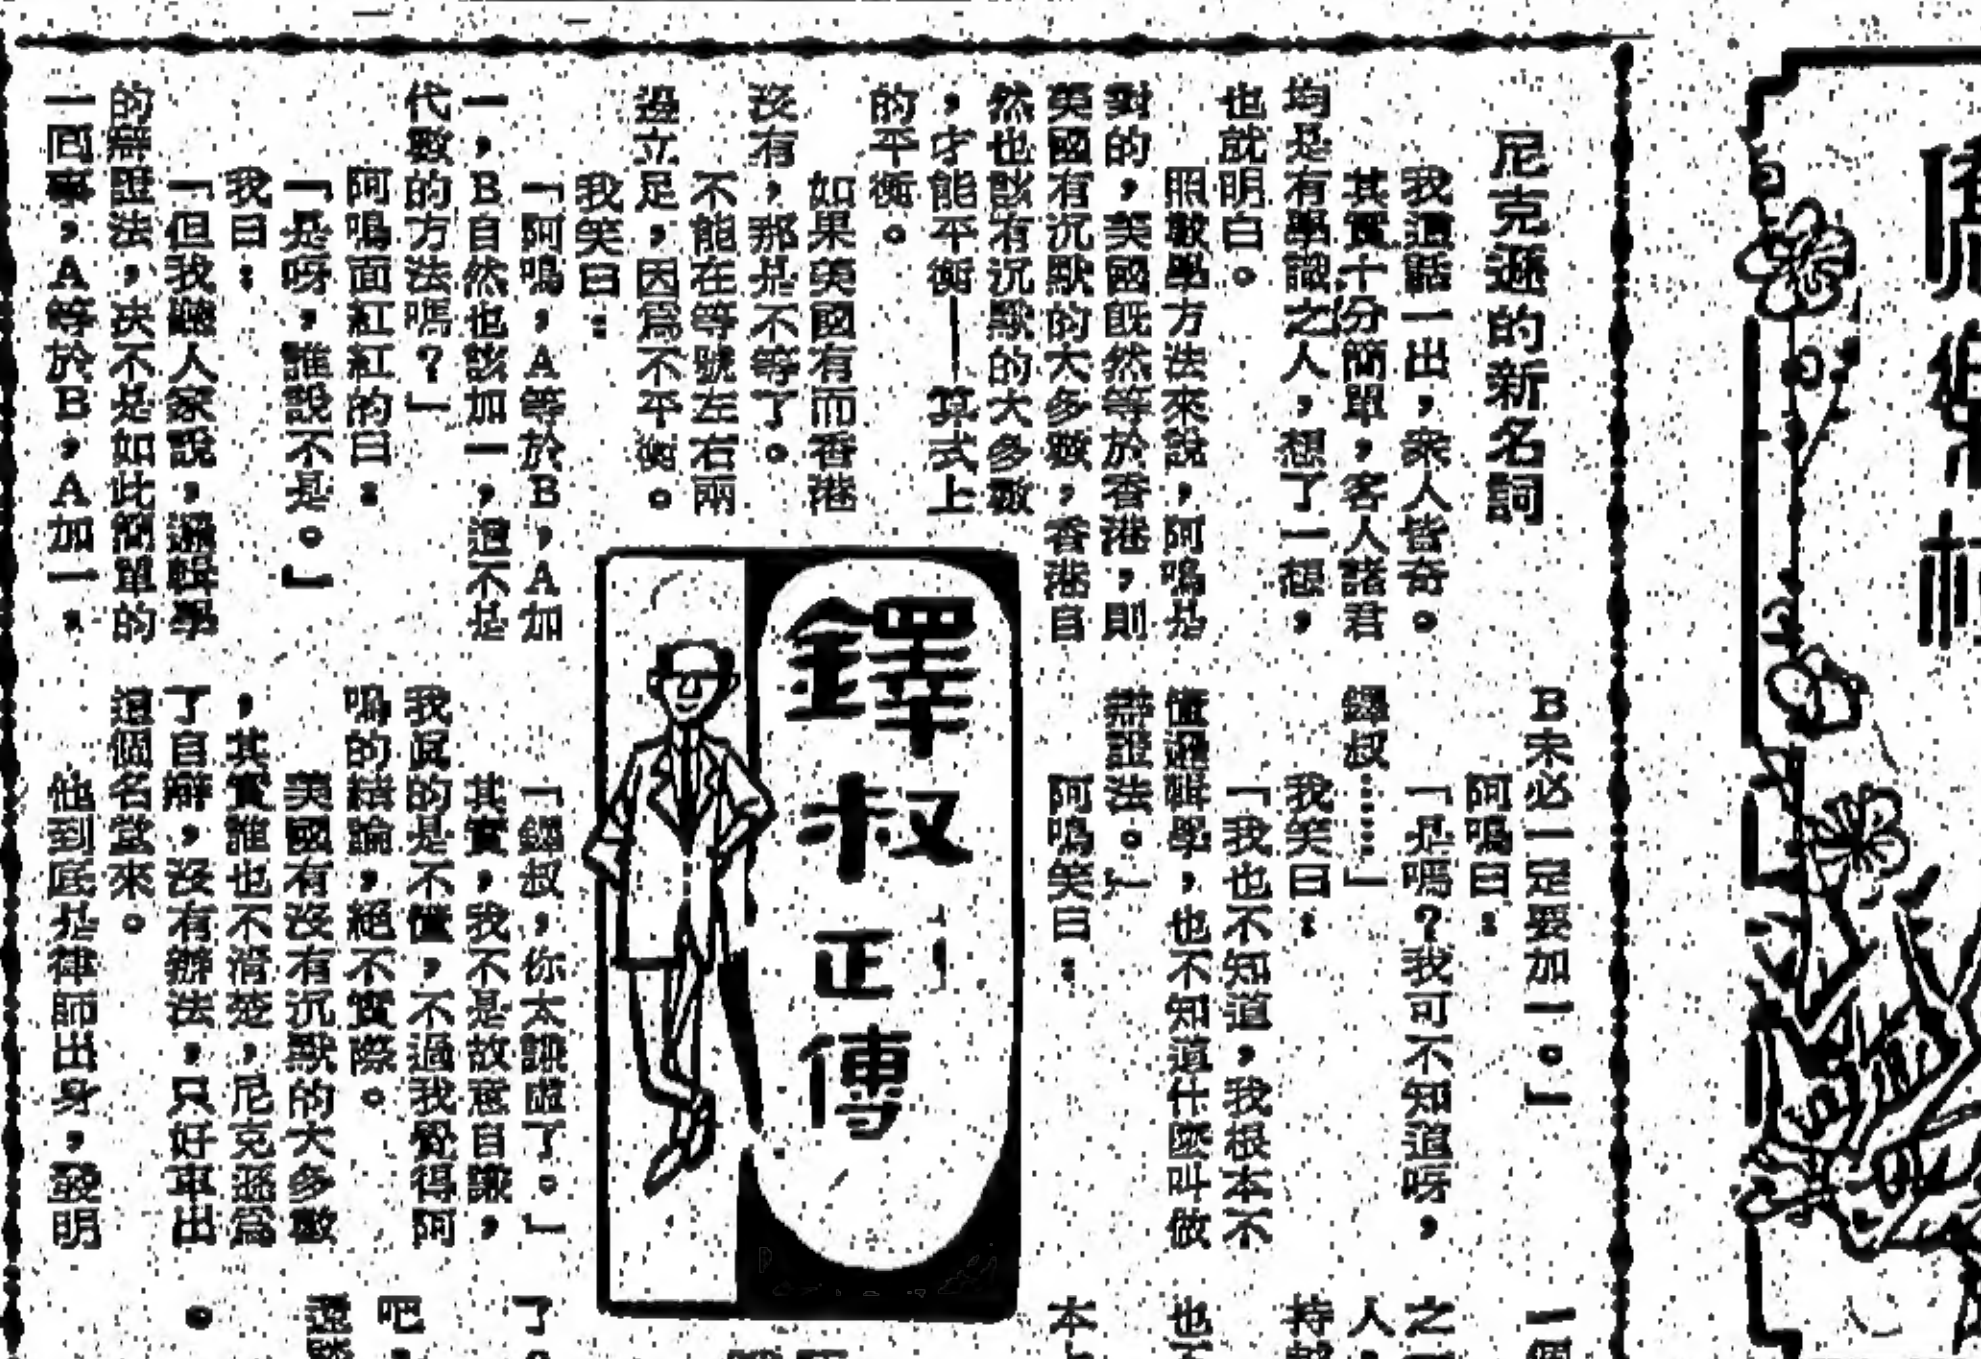 尼克遜的新名詞
我這話一出，衆人皆奇。
其實十分簡單，客人諸君
均是有學識之人，想了一想，
也就明白。
照數學方法來說，阿鳴是
對的，美國既然等於香港，則
美國有沉默的大多數，香港自
然也該有沉默的大多數
，才能平衡——算式上
的平衡。
如果美國有而香港
沒有，那是不等了。
不能在等號左右兩
邊立足，因爲不平衡。
我笑曰：
「阿鳴，A等於B，A加
一，B自然也該加一，這不是
代數的方法嗎？」
阿鳴面紅紅的曰：
「是呀，誰說不是。」
我曰：
「但我聽人家說，邏輯學
的辯證法，决不是如此簡單的
一囘事，A等於B，A加一，
鐸叔正傳
B未必一定要加一。」
阿鳴曰：
「是嗎？我可不知道呀，
鐸叔……」
我笑曰：
「我也不知道，我根本不
懂邏輯學，也不知道什麼叫做
辯證法。」
阿鳴笑曰：
「鐸叔，你太謙虛了。」
其實，我不是故意自謙，
我眞的是不懂，不過我覺得阿
鳴的結論，絕不實際。
美國有沒有沉默的大多數
，其實誰也不清楚，尼克遜爲
了自辯，沒有辦法，只好車出
這個名堂來。
他到底是律師出身，發明